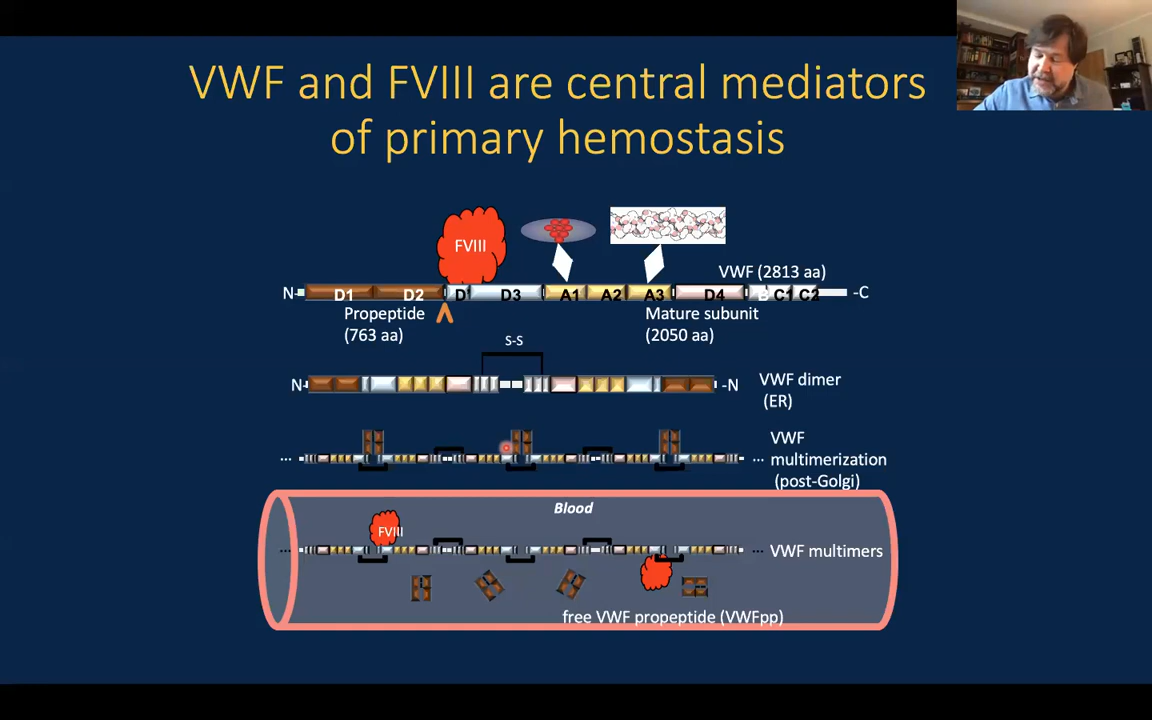 VWF and FVIII are central mediators
of primary hemostasis
FVIII
VWF (2813 aa)
N-
D1
D2
D'
D3
A1
A2
A3
D4
B
C1
C2
-C
Propeptide
(763 aa)
Mature subunit
(2050 aa)
S-S
N-
-N
VWF dimer
(ER)
...
...
VWF
multimerization
(post-Golgi)
Blood
FVIII
...
...
VWF multimers
free VWF propeptide (VWFpp)